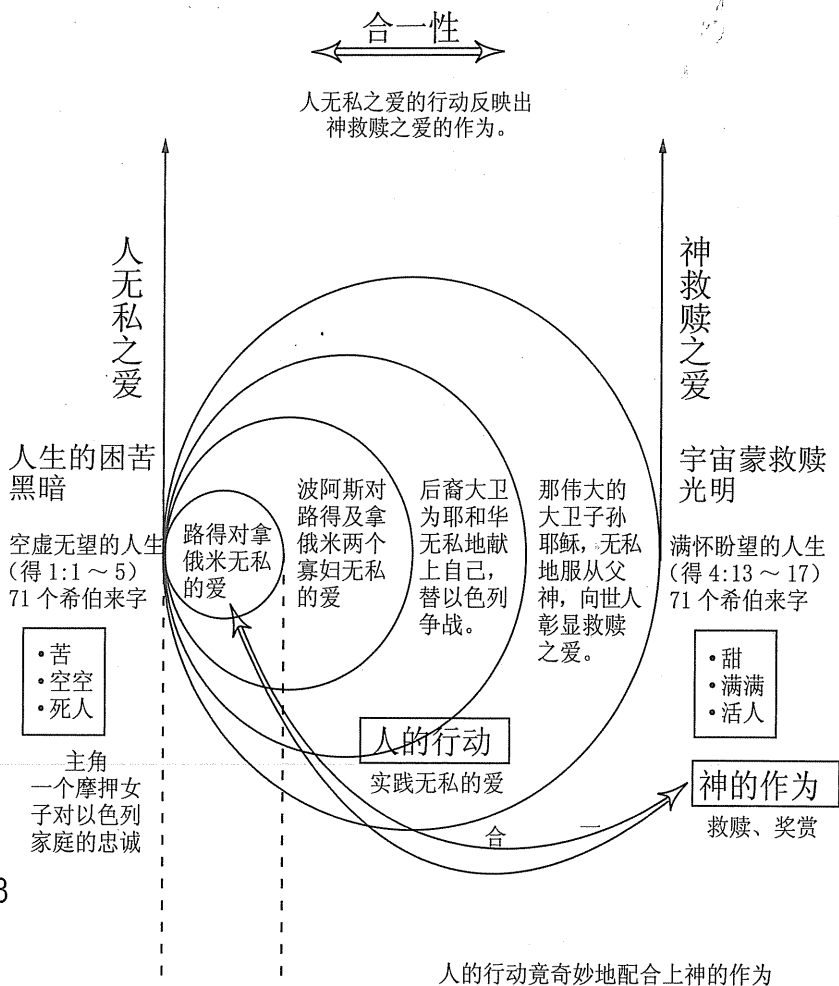 合一性
人无私之爱的行动反映出
神救赎之爱的作为。
人无私之爱
神救赎之爱
人生的困苦
黑暗
空虚无望的人生
（得 1:1～5）
71 个希伯来字
·苦
·空空
·死人
主角
一个摩押女
子对以色列
家庭的忠诚
路得对拿
俄米无私
的爱
波阿斯对
路得及拿
俄米两个
寡妇无私
的爱
后裔大卫
为耶和华
无私地献
上自己，
替以色列
争战。
那伟大的
大卫子孙
耶稣，无私
地服从父
神，向世人
彰显救赎
之爱。
宇宙蒙救赎
光明
满怀盼望的人生
（得 4:13～17）
71 个希伯来字
·甜
·满满
·活人
人的行动
实践无私的爱
神的作为
救赎、奖赏
合 一
人的行动竟奇妙地配合上神的作为